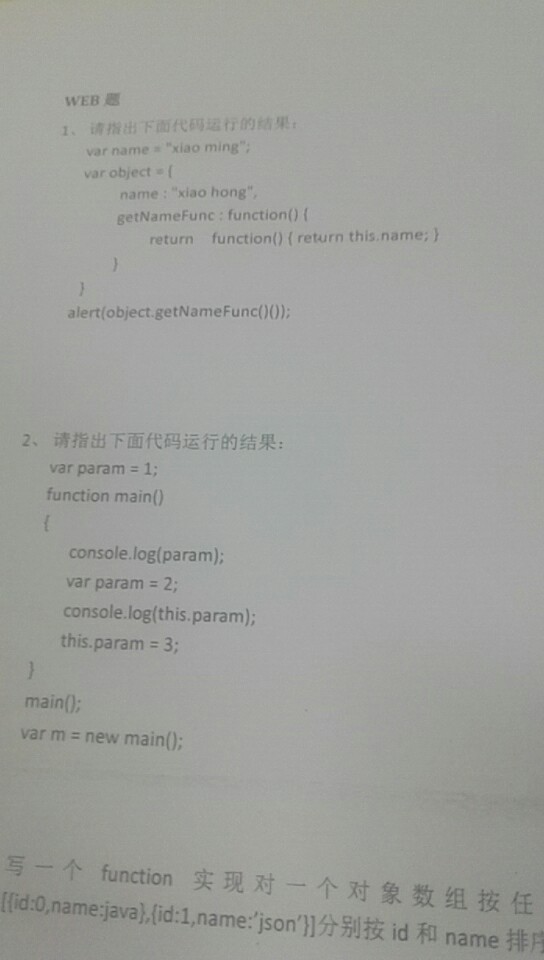 WEB 题
1、 请指出下面代码运行的结果：
var name = "xiao ming";
var object = {
name : "xiao hong",
getNameFunc : function() {
return function() { return this.name; }
}
}
alert(object.getNameFunc()());
2、 请指出下面代码运行的结果：
var param = 1;
function main()
{
console.log(param);
var param = 2;
console.log(this.param);
this.param = 3;
}
main();
var m = new main();
写一个 function 实现对一个对象数组按任
[{id:0,name:java},{id:1,name:'json'}]分别按 id 和 name 排序